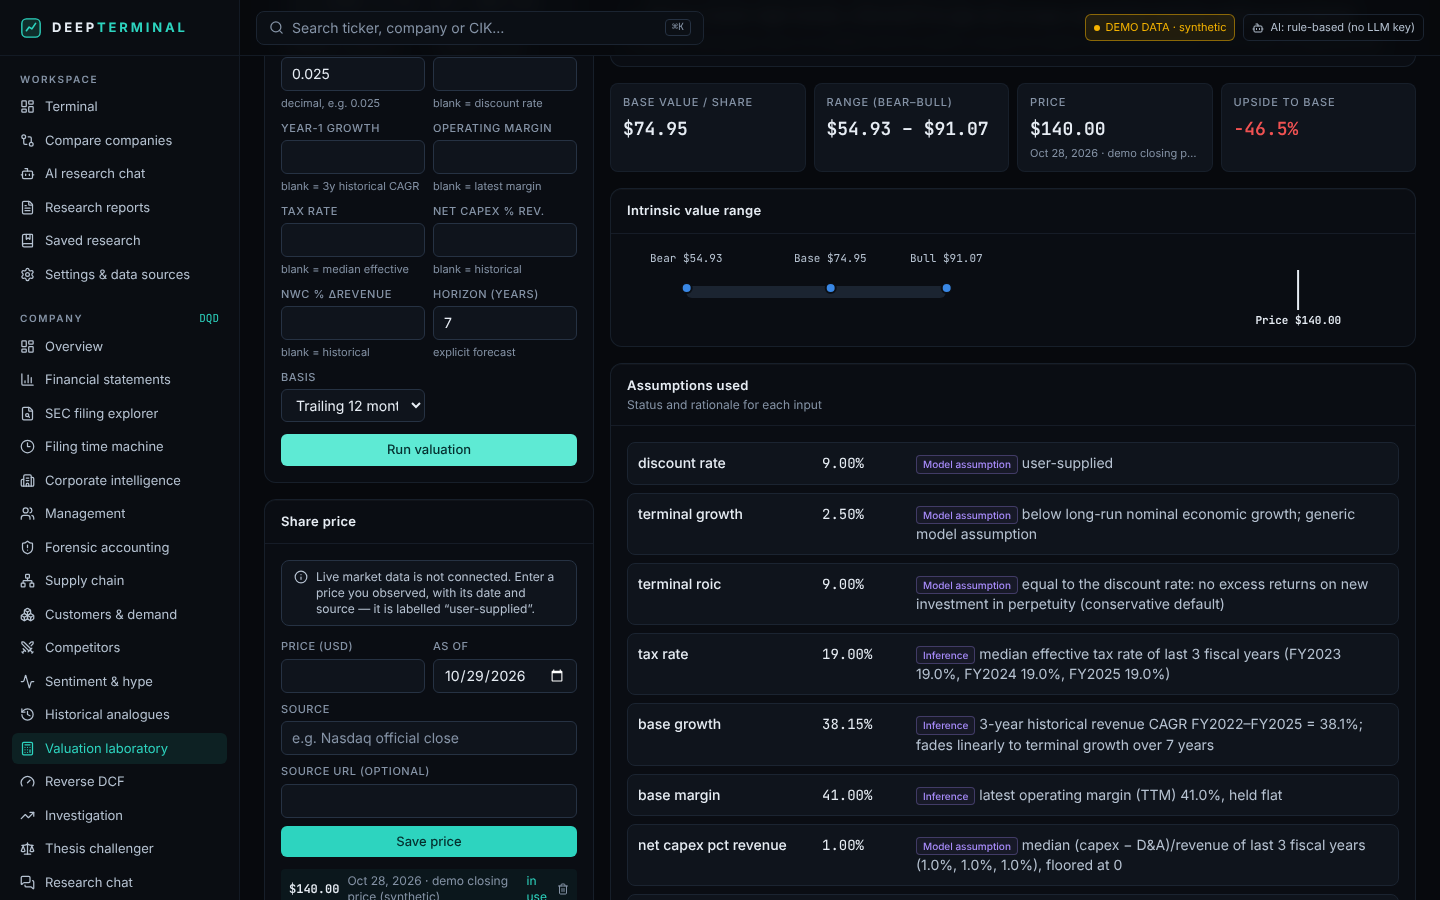 DEEPTERMINAL
Search ticker, company or CIK...
⌘K
DEMO DATA · synthetic
AI: rule-based (no LLM key)
WORKSPACE
Terminal
Compare companies
AI research chat
Research reports
Saved research
Settings & data sources
COMPANY
DQD
Overview
Financial statements
SEC filing explorer
Filing time machine
Corporate intelligence
Management
Forensic accounting
Supply chain
Customers & demand
Competitors
Sentiment & hype
Historical analogues
Valuation laboratory
Reverse DCF
Investigation
Thesis challenger
Research chat
0.025
decimal, e.g. 0.025
blank = discount rate
YEAR-1 GROWTH
OPERATING MARGIN
blank = 3y historical CAGR
blank = latest margin
TAX RATE
NET CAPEX % REV.
blank = median effective
blank = historical
NWC % ΔREVENUE
HORIZON (YEARS)
7
blank = historical
explicit forecast
BASIS
Trailing 12 mont
Run valuation
Share price
Live market data is not connected. Enter a
price you observed, with its date and
source — it is labelled “user-supplied”.
PRICE (USD)
AS OF
10/29/2026
SOURCE
e.g. Nasdaq official close
SOURCE URL (OPTIONAL)
Save price
$140.00
Oct 28, 2026 · demo closing
price (synthetic)
in
use
BASE VALUE / SHARE
$74.95
RANGE (BEAR–BULL)
$54.93 – $91.07
PRICE
$140.00
Oct 28, 2026 · demo closing p...
UPSIDE TO BASE
-46.5%
Intrinsic value range
Bear $54.93
Base $74.95
Bull $91.07
Price $140.00
Assumptions used
Status and rationale for each input
discount rate
9.00%
Model assumption user-supplied
terminal growth
2.50%
Model assumption below long-run nominal economic growth; generic
model assumption
terminal roic
9.00%
Model assumption equal to the discount rate: no excess returns on new
investment in perpetuity (conservative default)
tax rate
19.00%
Inference median effective tax rate of last 3 fiscal years (FY2023
19.0%, FY2024 19.0%, FY2025 19.0%)
base growth
38.15%
Inference 3-year historical revenue CAGR FY2022–FY2025 = 38.1%;
fades linearly to terminal growth over 7 years
base margin
41.00%
Inference latest operating margin (TTM) 41.0%, held flat
net capex pct revenue
1.00%
Model assumption median (capex − D&A)/revenue of last 3 fiscal years
(1.0%, 1.0%, 1.0%), floored at 0